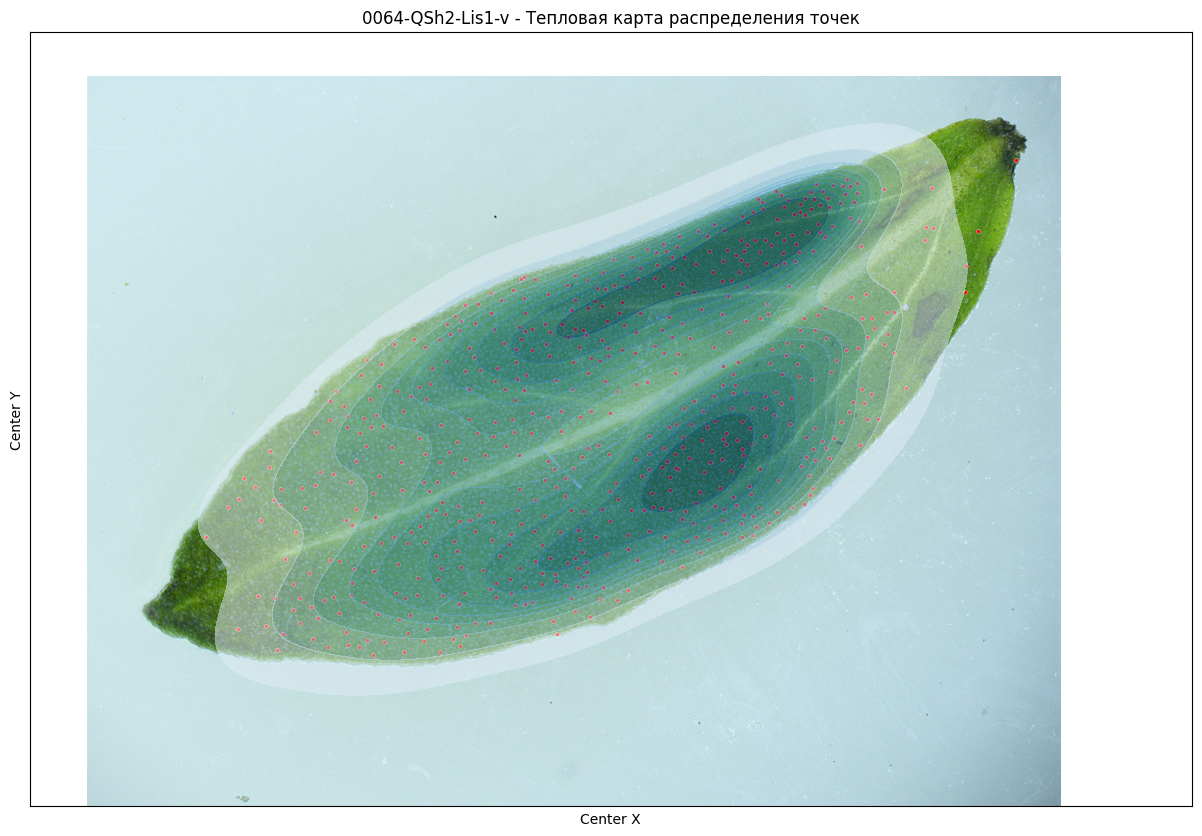 0064-QSh2-Lis1-v - Тепловая карта распределения точек
Center Y
Center X